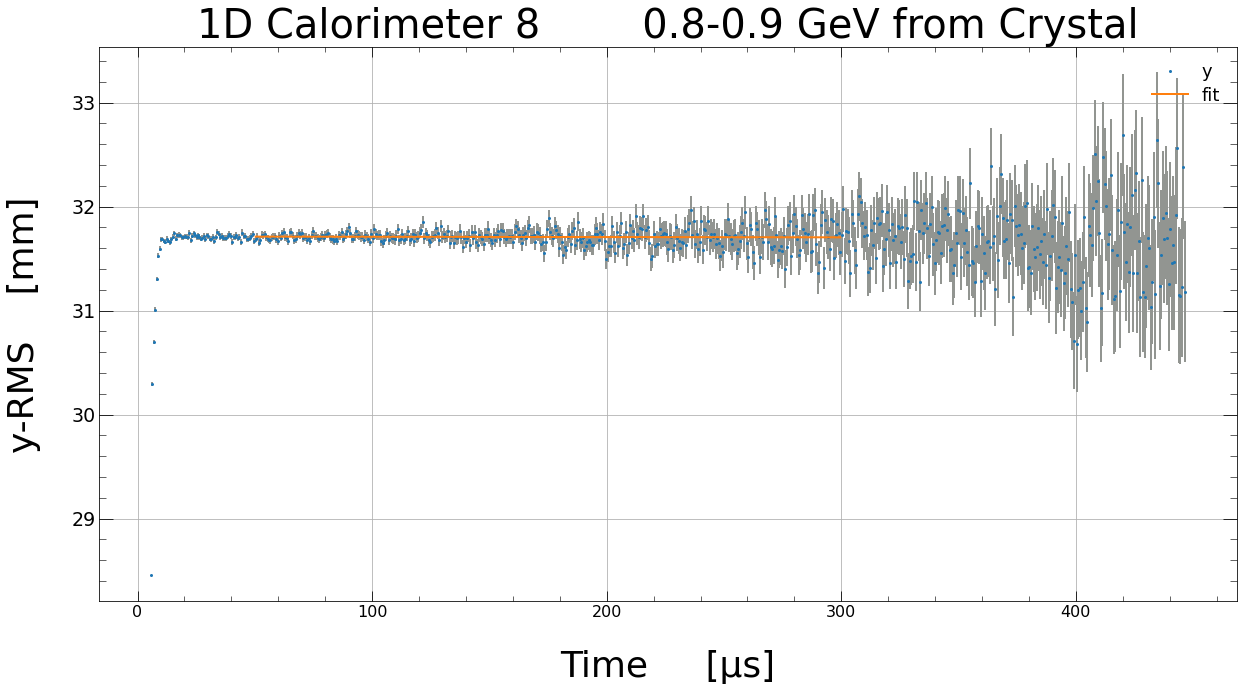 1D Calorimeter 8 0.8-0.9 GeV from Crystal
y
fit
33
32
31
30
29
y-RMS [mm]
0 100 200 300 400
Time [μs]